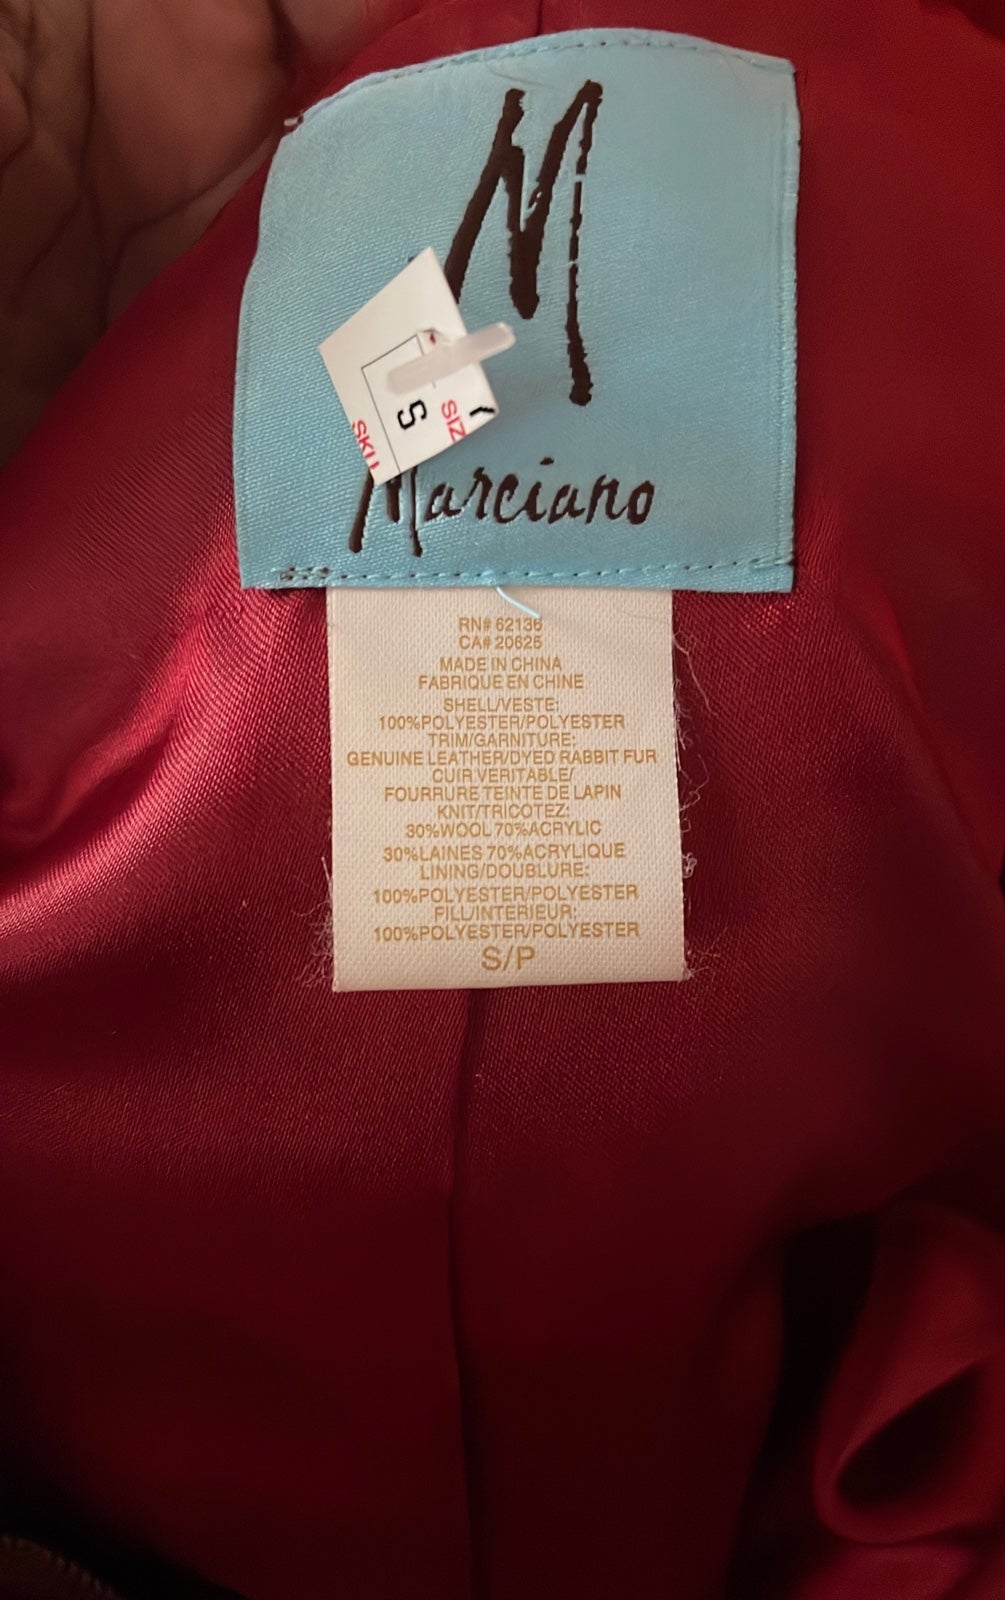 M
S
SIZ
SKU
Marciano
RN# 62136
CA# 20625
MADE IN CHINA
FABRIQUE EN CHINE
SHELL/VESTE:
100%POLYESTER/POLYESTER
TRIM/GARNITURE:
GENUINE LEATHER/DYED RABBIT FUR
CUIR VERITABLE/
FOURRURE TEINTE DE LAPIN
KNIT/TRICOTEZ:
30%WOOL 70%ACRYLIC
30%LAINES 70%ACRYLIQUE
LINING/DOUBLURE:
100%POLYESTER/POLYESTER
FILL/INTERIEUR:
100%POLYESTER/POLYESTER
S/P